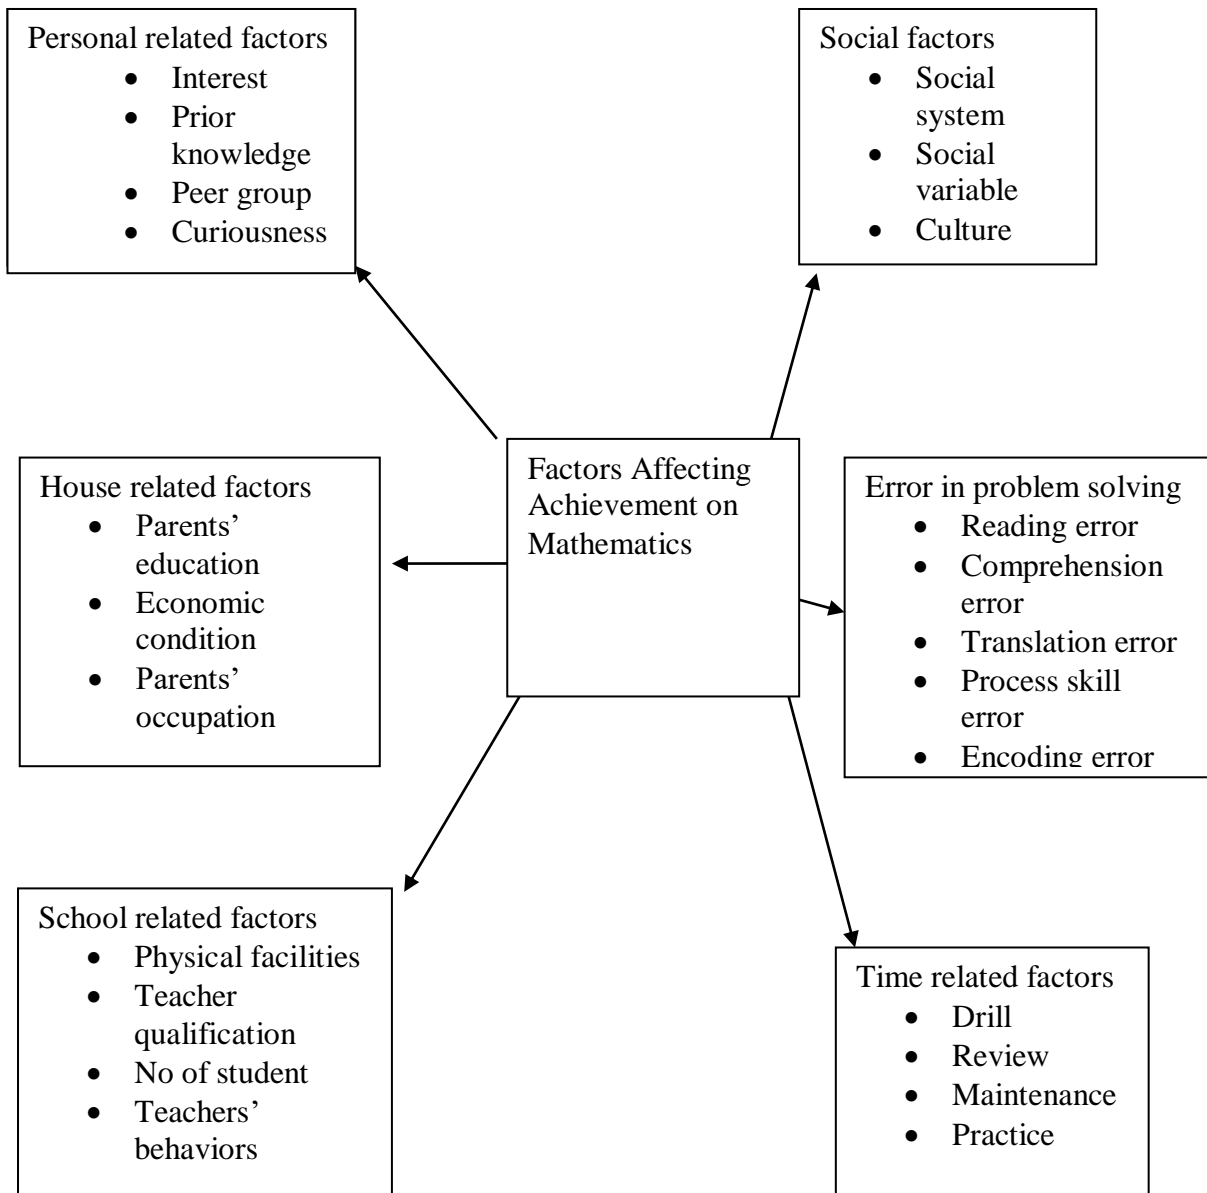 Personal related factors
• Interest
• Prior
knowledge
• Peer group
• Curiousness
Social factors
• Social
system
• Social
variable
• Culture
Factors Affecting
Achievement on
Mathematics
House related factors
• Parents’
education
• Economic
condition
• Parents’
occupation
Error in problem solving
• Reading error
• Comprehension
error
• Translation error
• Process skill
error
• Encoding error
School related factors
• Physical facilities
• Teacher
qualification
• No of student
• Teachers’
behaviors
Time related factors
• Drill
• Review
• Maintenance
• Practice